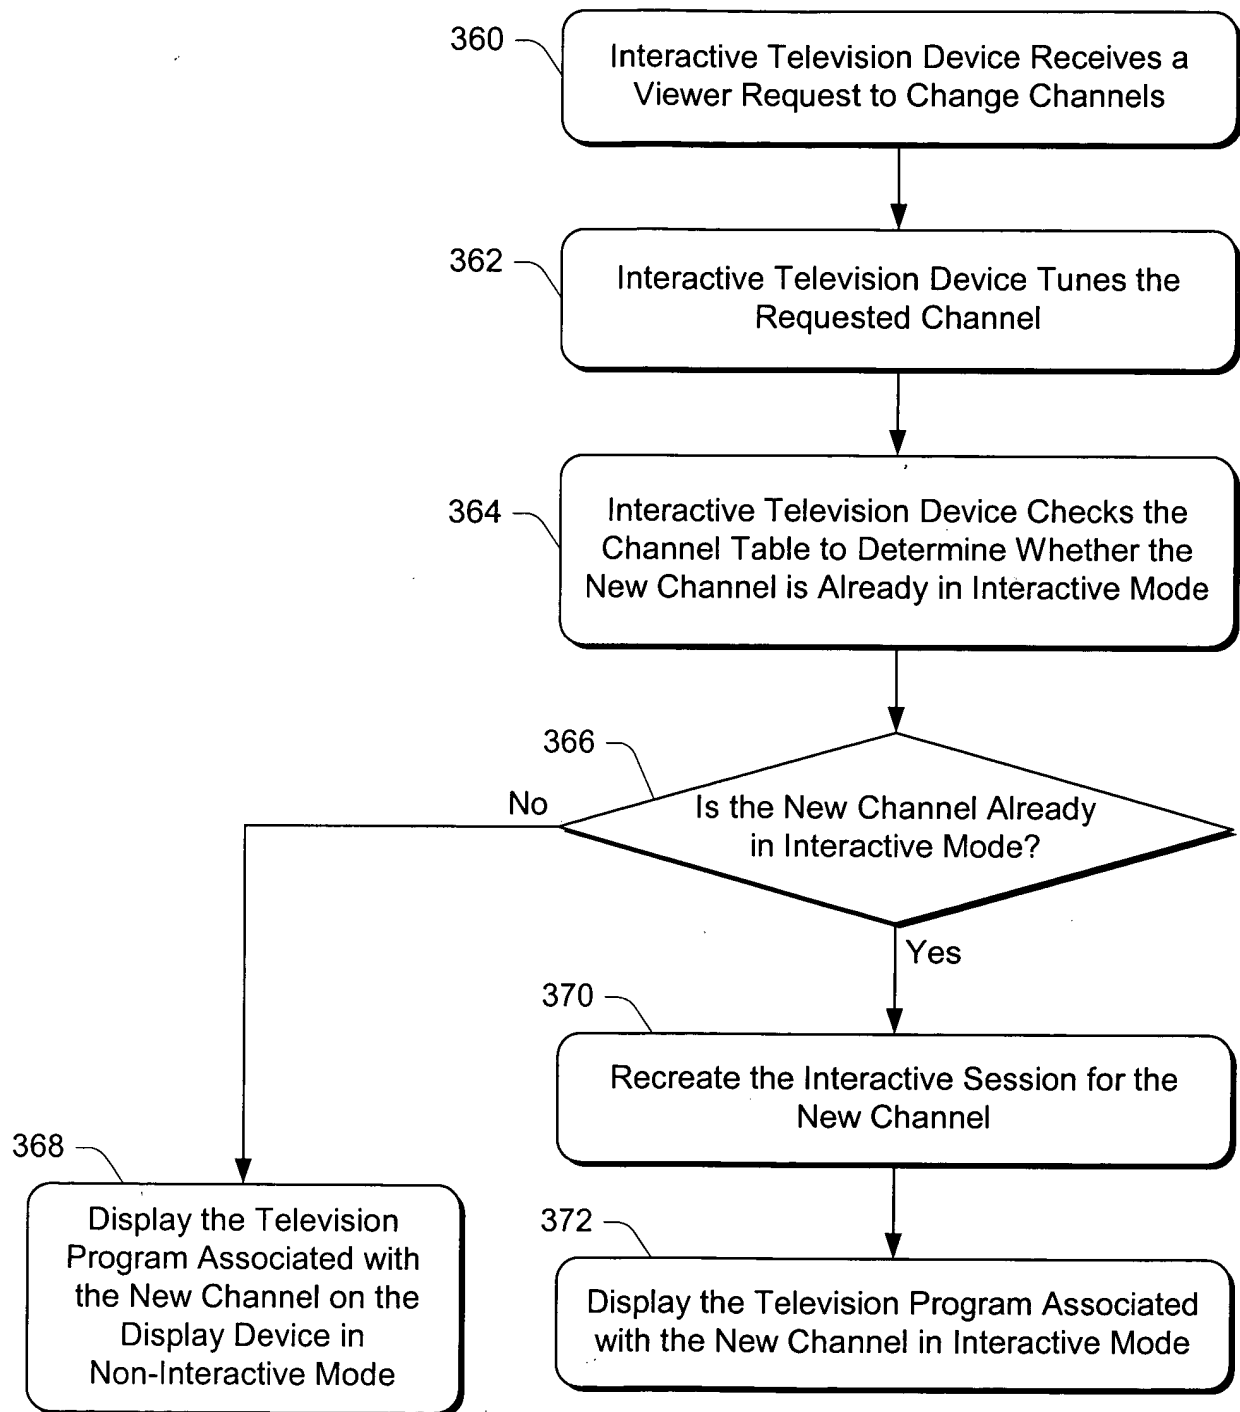 360
Interactive Television Device Receives a
Viewer Request to Change Channels
362
Interactive Television Device Tunes the
Requested Channel
364
Interactive Television Device Checks the
Channel Table to Determine Whether the
New Channel is Already in Interactive Mode
366
Is the New Channel Already
in Interactive Mode?
No
Yes
370
Recreate the Interactive Session for the
New Channel
368
Display the Television
Program Associated with
the New Channel on the
Display Device in
Non-Interactive Mode
372
Display the Television Program Associated
with the New Channel in Interactive Mode